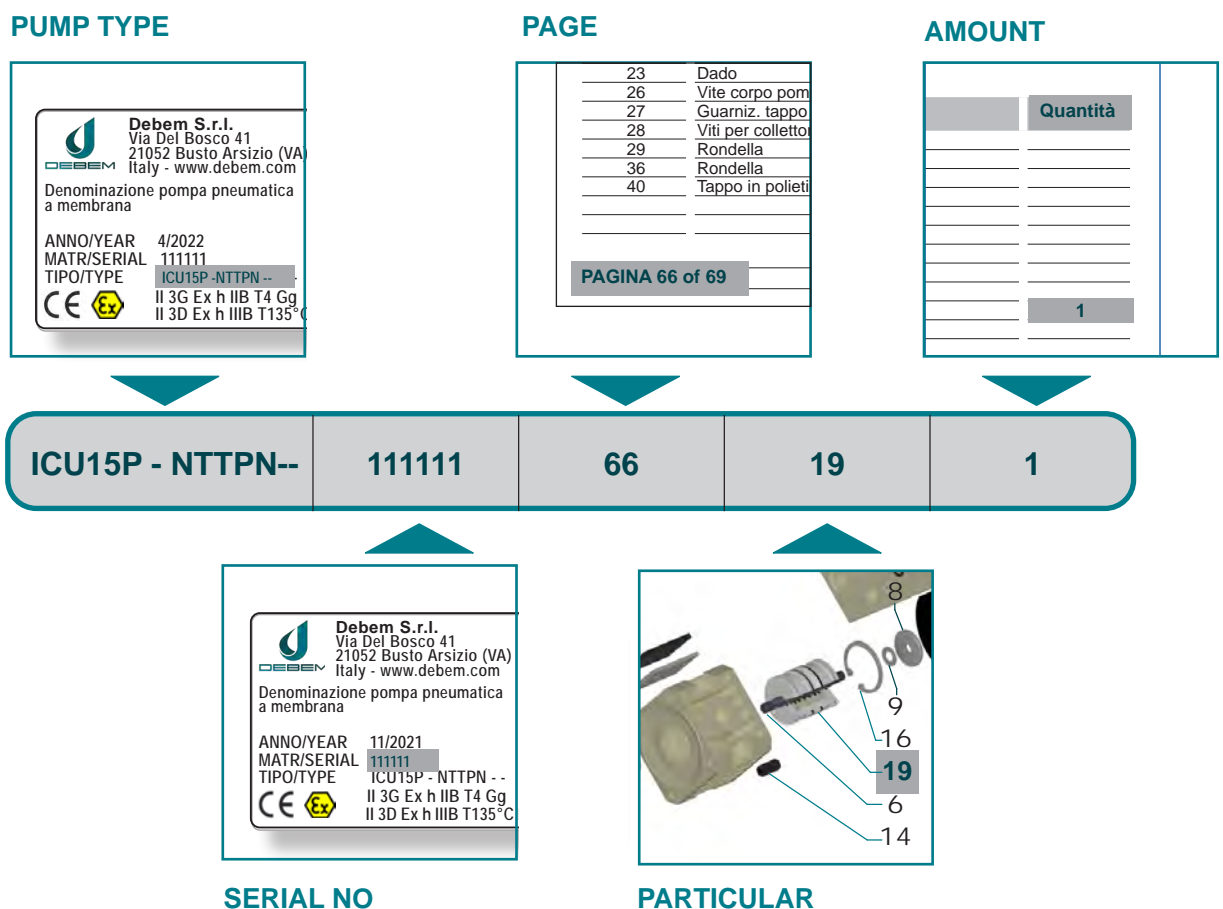 PUMP TYPE
PAGE
AMOUNT
Debem S.r.l.
Via Del Bosco 41
21052 Busto Arsizio (VA)
Italy - www.debem.com
DEBEM
Denominazione pompa pneumatica
a membrana
ANNO/YEAR 4/2022
MATR/SERIAL 111111
TIPO/TYPE ICU15P -NTTPN -- -
CE Ex II 3G Ex h IIB T4 Gg
II 3D Ex h IIIB T135°C
23 Dado
26 Vite corpo pom
27 Guarniz. tappo
28 Viti per collettor
29 Rondella
36 Rondella
40 Tappo in polieti
PAGINA 66 of 69
Quantità
1
ICU15P - NTTPN-- 111111 66 19 1
Debem S.r.l.
Via Del Bosco 41
21052 Busto Arsizio (VA)
Italy - www.debem.com
DEBEM
Denominazione pompa pneumatica
a membrana
ANNO/YEAR 11/2021
MATR/SERIAL 111111
TIPO/TYPE ICU15P - NTTPN - -
CE Ex II 3G Ex h IIB T4 Gg
II 3D Ex h IIIB T135°C
8
9
16
19
6
14
SERIAL NO
PARTICULAR